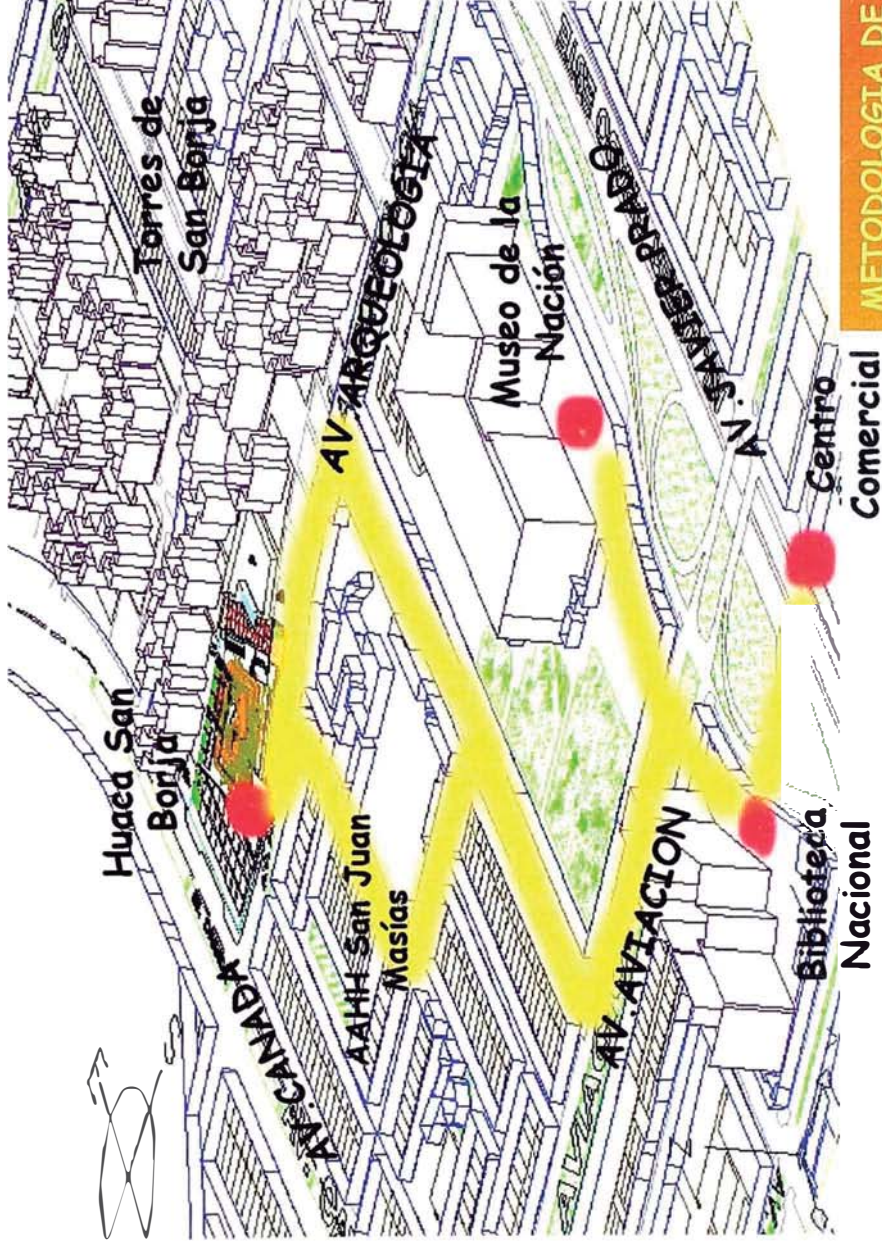 Torres de
San Borja
Huaca San
Borja
AV. ARQUEOLOGIA
Museo de la
Nación
AV. CANADA
AAHH San Juan
Masías
AV. JAVIER PRADO
AV. AVIACION
Centro
Comercial
Biblioteca
Nacional
METODOLOGIA DE